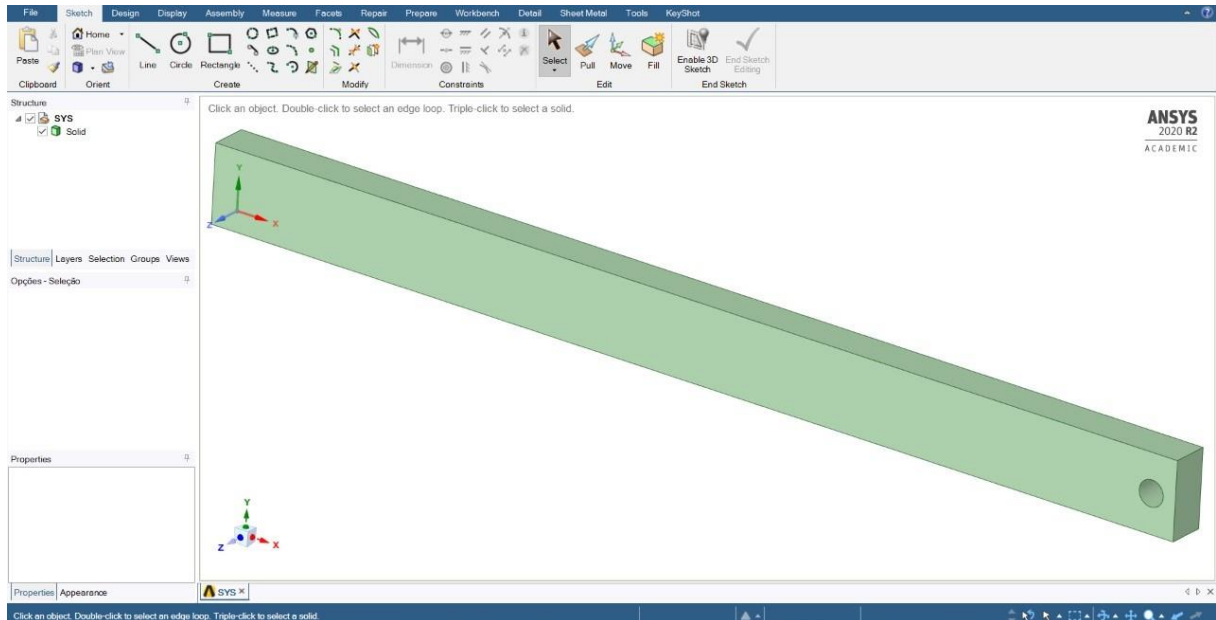 File Sketch Design Display Assembly Measure Facets Repair Prepare Workbench Detail Sheet Metal Tools KeyShot
Home
Plan View
Paste
Line Circle Rectangle
Dimension
Select
Pull Move Fill
Enable 3D Sketch
End Sketch Editing
Clipboard Orient Create Modify Constraints Edit End Sketch
Structure
SYS
Solid
Click an object. Double-click to select an edge loop. Triple-click to select a solid.
ANSYS
2020 R2
ACADEMIC
Y
Z
X
Structure Layers Selection Groups Views
Opções - Seleção
Properties
Y
Z
X
Properties Appearance
SYS
Click an object. Double-click to select an edge loop. Triple-click to select a solid.